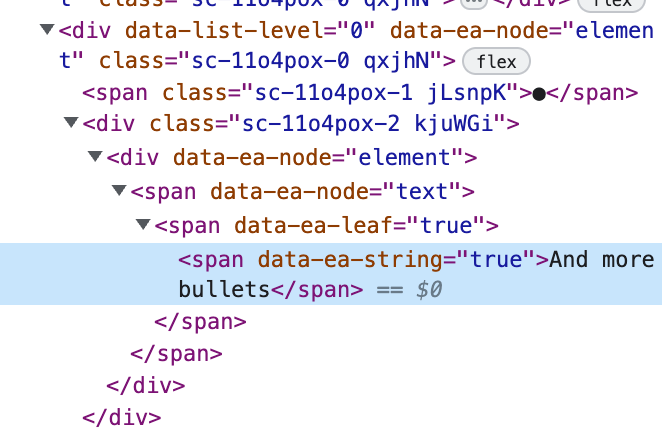 t" class="sc-11o4pox-0 qxjhN">⋯</div> flex
▼<div data-list-level="0" data-ea-node="elemen
t" class="sc-11o4pox-0 qxjhN"> flex
<span class="sc-11o4pox-1 jLsnpK">●</span>
▼<div class="sc-11o4pox-2 kjuWGi">
▼<div data-ea-node="element">
▼<span data-ea-node="text">
▼<span data-ea-leaf="true">
<span data-ea-string="true">And more
bullets</span> == $0
</span>
</span>
</div>
</div>